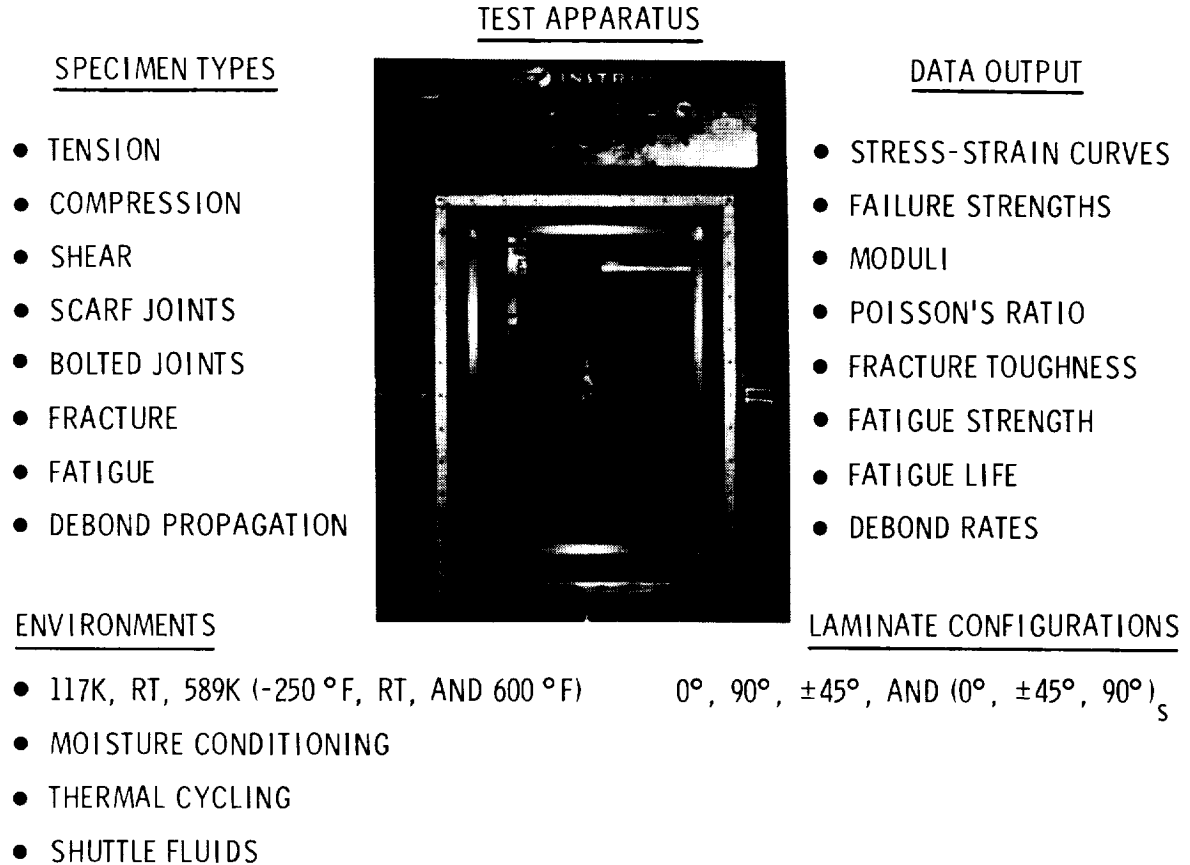 TEST APPARATUS
SPECIMEN TYPES
• TENSION
• COMPRESSION
• SHEAR
• SCARF JOINTS
• BOLTED JOINTS
• FRACTURE
• FATIGUE
• DEBOND PROPAGATION
DATA OUTPUT
• STRESS-STRAIN CURVES
• FAILURE STRENGTHS
• MODULI
• POISSON'S RATIO
• FRACTURE TOUGHNESS
• FATIGUE STRENGTH
• FATIGUE LIFE
• DEBOND RATES
ENVIRONMENTS
• 117K, RT, 589K (-250 °F, RT, AND 600 °F)
• MOISTURE CONDITIONING
• THERMAL CYCLING
• SHUTTLE FLUIDS
LAMINATE CONFIGURATIONS
0°, 90°, ±45°, AND (0°, ±45°, 90°)S